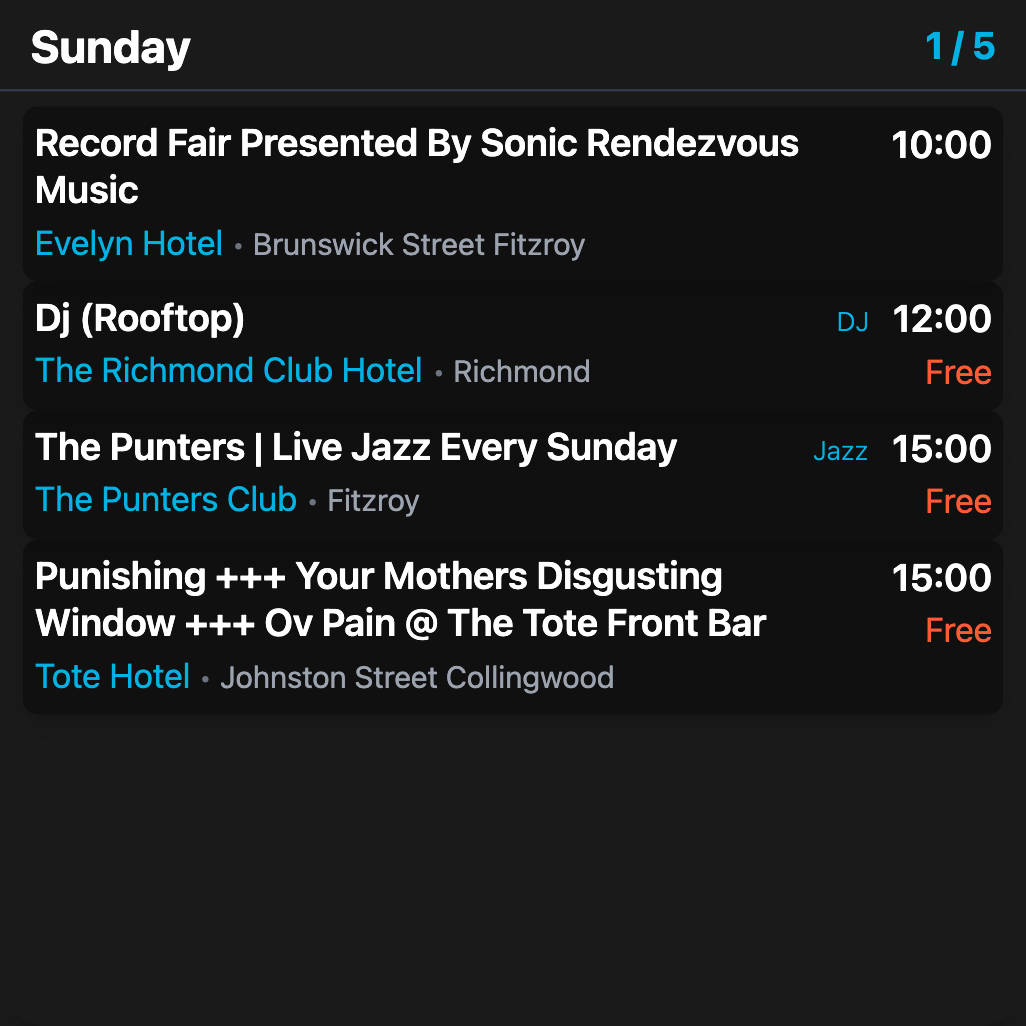 Sunday 1 / 5
Record Fair Presented By Sonic Rendezvous 10:00
Music
Evelyn Hotel • Brunswick Street Fitzroy
Dj (Rooftop) DJ 12:00
The Richmond Club Hotel • Richmond Free
The Punters | Live Jazz Every Sunday Jazz 15:00
The Punters Club • Fitzroy Free
Punishing +++ Your Mothers Disgusting 15:00
Window +++ Ov Pain @ The Tote Front Bar Free
Tote Hotel • Johnston Street Collingwood